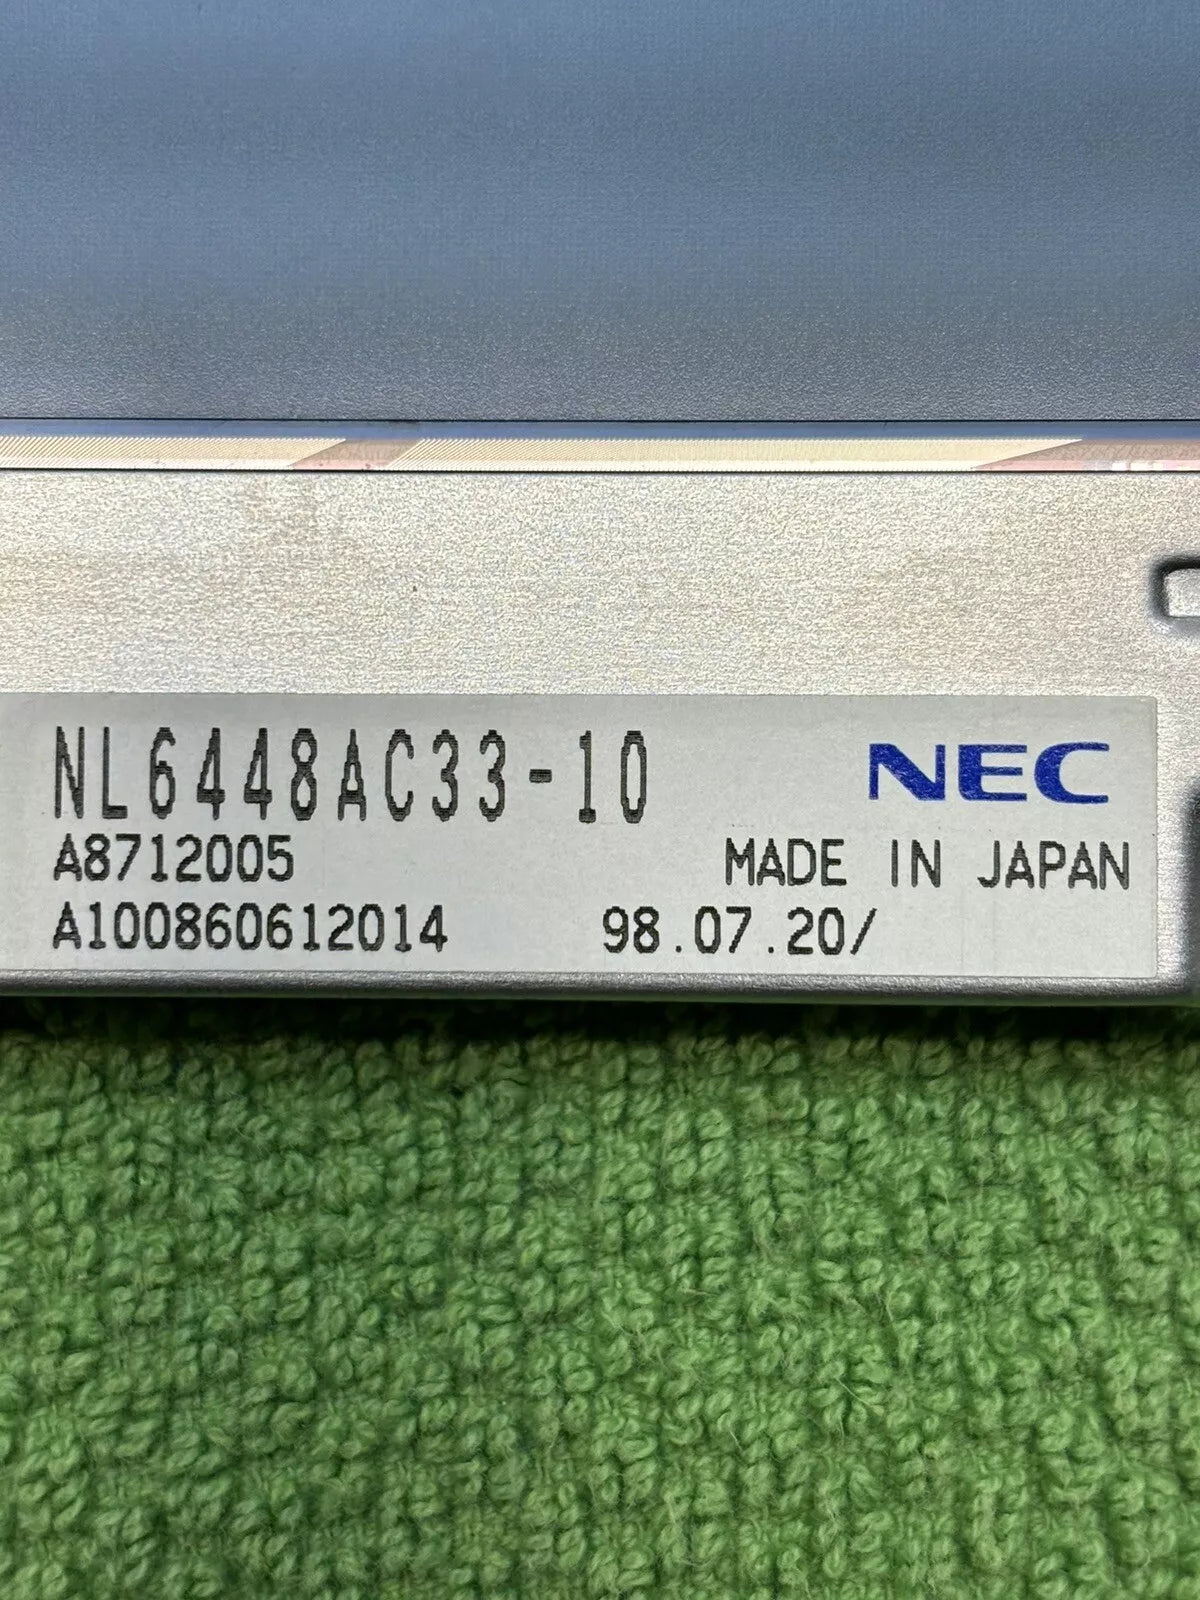 NL6448AC33-10 NEC
A8712005 MADE IN JAPAN
A100860612014 98.07.20/